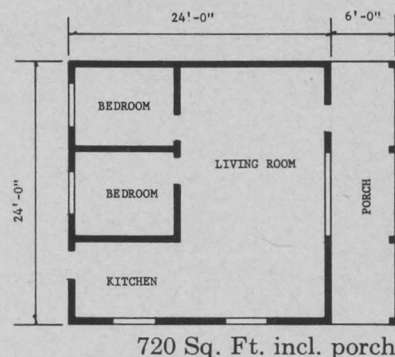 24'-0"
6'-0"
BEDROOM
BEDROOM
LIVING ROOM
24'-0"
PORCH
KITCHEN
720 Sq. Ft. incl. porch